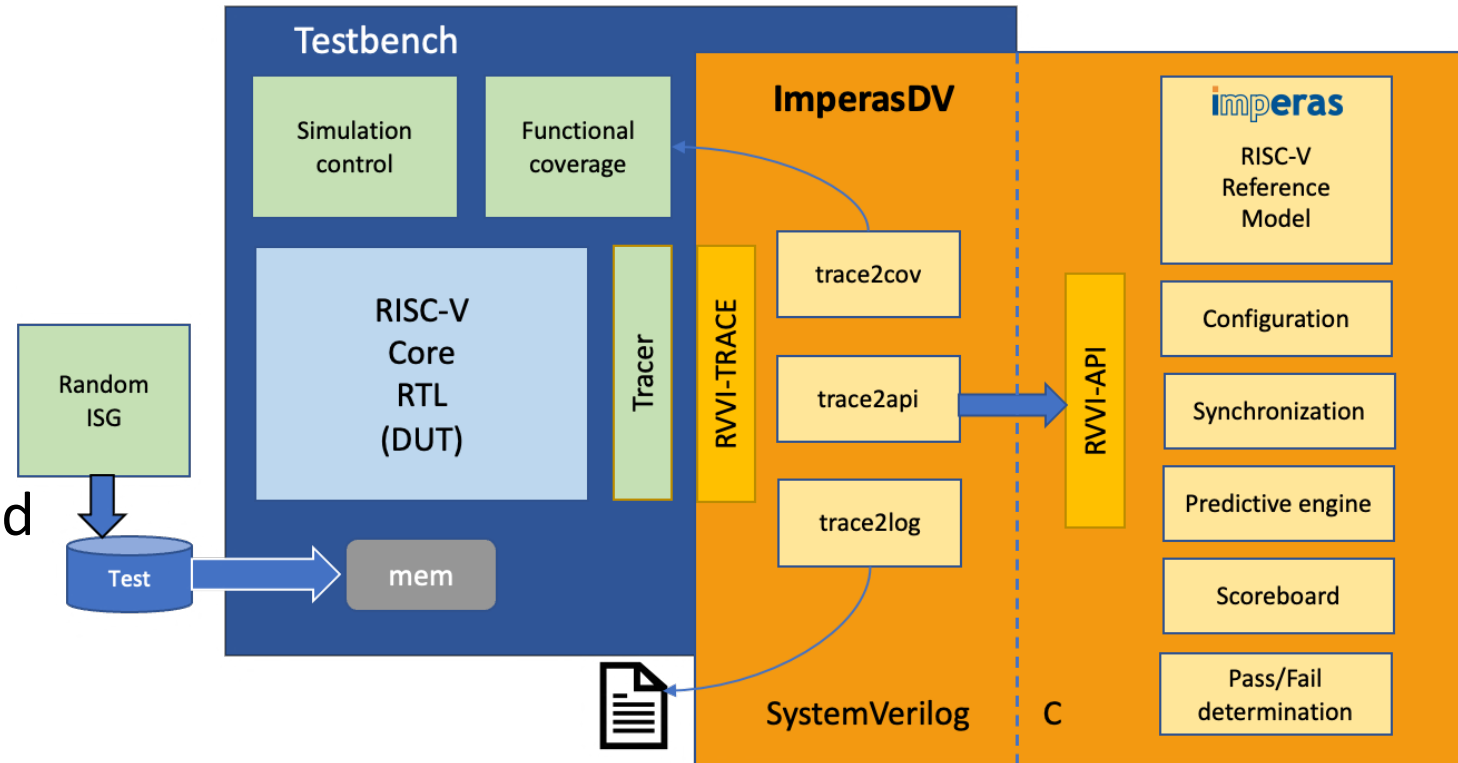 Testbench
Simulation
control
Functional
coverage
RISC-V
Core
RTL
(DUT)
Tracer
Random
ISG
d
Test
mem
ImperasDV
RVVI-TRACE
trace2cov
trace2api
trace2log
SystemVerilog
C
RVVI-API
imperas
RISC-V
Reference
Model
Configuration
Synchronization
Predictive engine
Scoreboard
Pass/Fail
determination